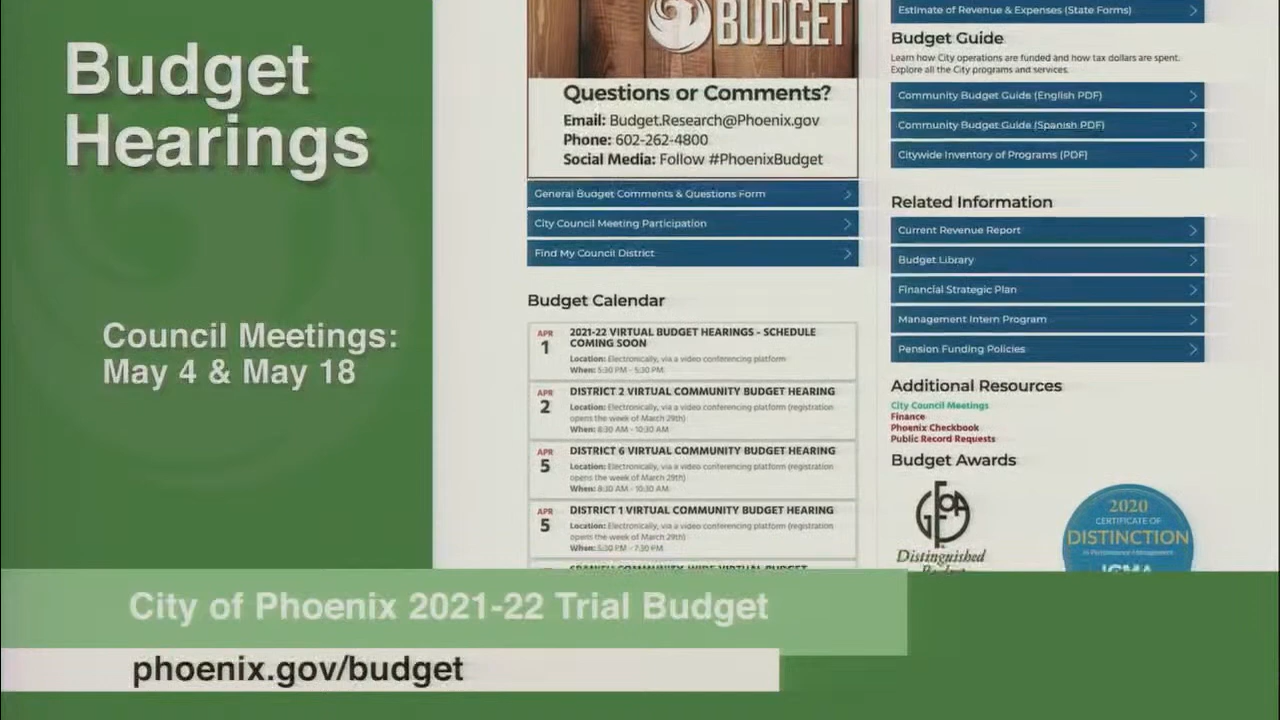 Budget
Hearings
Council Meetings:
May 4 & May 18
BUDGET
Questions or Comments?
Email: Budget.Research@Phoenix.gov
Phone: 602-262-4800
Social Media: Follow #PhoenixBudget
General Budget Comments & Questions Form
City Council Meeting Participation
Find My Council District
Budget Calendar
APR
1
2021-22 VIRTUAL BUDGET HEARINGS - SCHEDULE
COMING SOON
Location: Electronically, via a video conferencing platform
When: 5:30 PM - 5:30 PM
APR
2
DISTRICT 2 VIRTUAL COMMUNITY BUDGET HEARING
Location: Electronically, via a video conferencing platform (registration
opens the week of March 29th)
When: 8:30 AM - 10:30 AM
APR
5
DISTRICT 6 VIRTUAL COMMUNITY BUDGET HEARING
Location: Electronically, via a video conferencing platform (registration
opens the week of March 29th)
When: 8:30 AM - 10:30 AM
APR
5
DISTRICT 1 VIRTUAL COMMUNITY BUDGET HEARING
Location: Electronically, via a video conferencing platform (registration
opens the week of March 29th)
When: 5:30 PM - 7:30 PM
SPANISH COMMUNITY-WIDE VIRTUAL BUDGET
Estimate of Revenue & Expenses (State Forms)
Budget Guide
Learn how City operations are funded and how tax dollars are spent.
Explore all the City programs and services.
Community Budget Guide (English PDF)
Community Budget Guide (Spanish PDF)
Citywide Inventory of Programs (PDF)
Related Information
Current Revenue Report
Budget Library
Financial Strategic Plan
Management Intern Program
Pension Funding Policies
Additional Resources
City Council Meetings
Finance
Phoenix Checkbook
Public Record Requests
Budget Awards
GFOA
Distinguished
2020
CERTIFICATE OF
DISTINCTION
in Performance Management
ICMA
City of Phoenix 2021-22 Trial Budget
phoenix.gov/budget